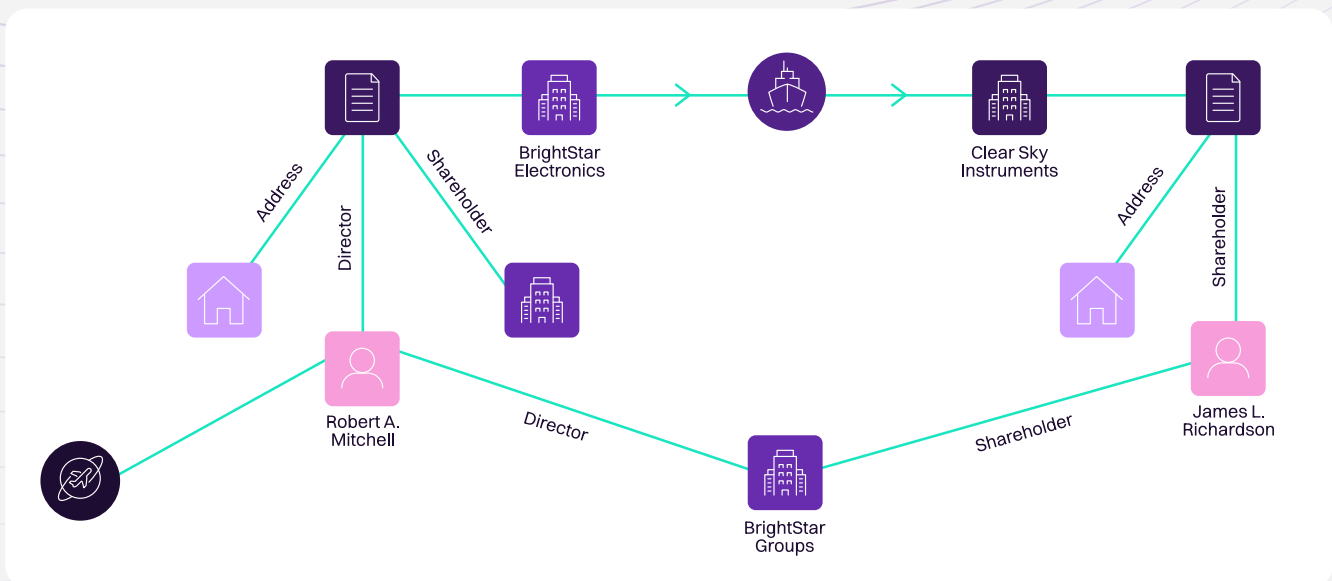 BrightStar
Electronics
Clear Sky
Instruments
Address
Director
Shareholder
Address
Shareholder
Robert A.
Mitchell
Director
Shareholder
James L.
Richardson
BrightStar
Groups